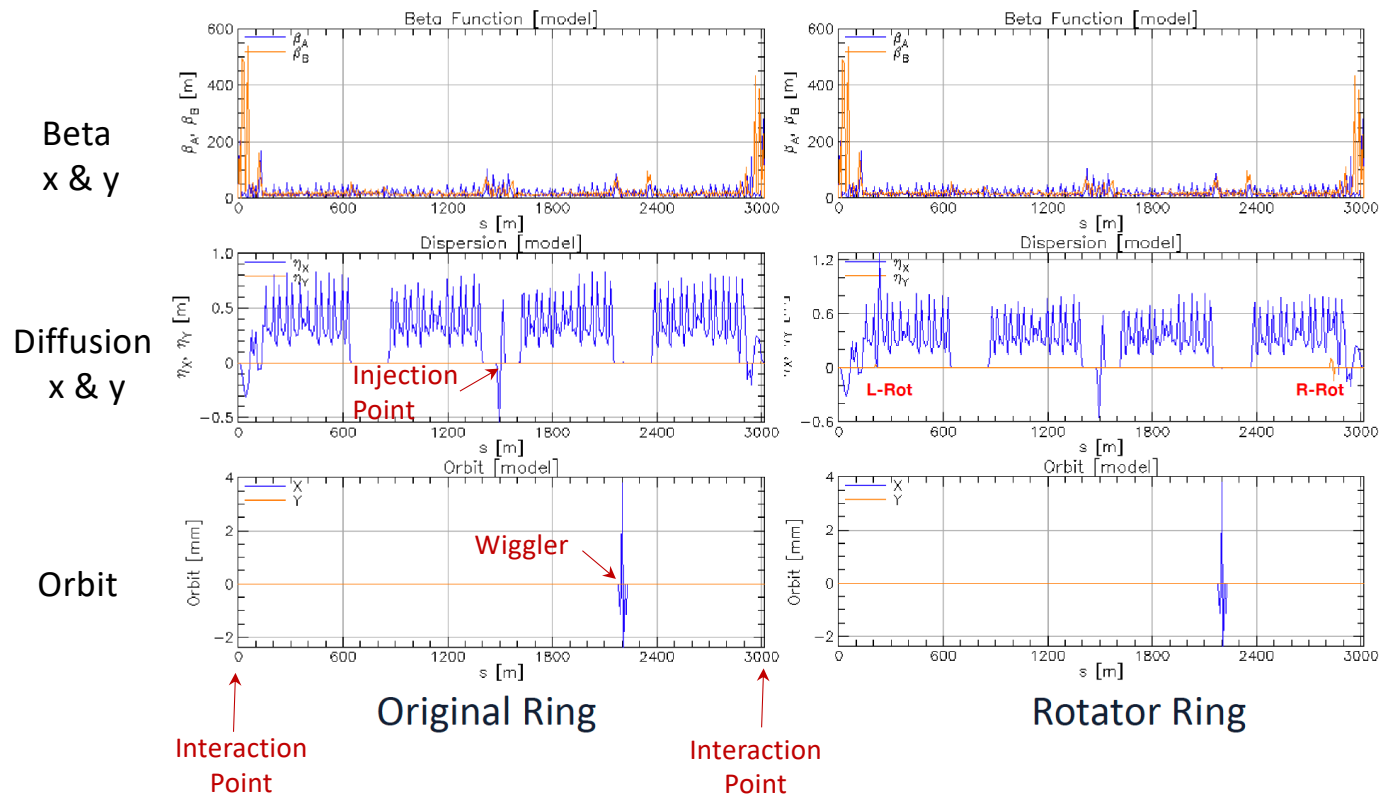 Beta Function [model]
β_A
β_B
β_A, β_B [m]
600
400
200
0
0
600
1200
1800
2400
3000
s [m]
Beta Function [model]
β_A
β_B
β_A, β_B [m]
600
400
200
0
0
600
1200
1800
2400
3000
s [m]
Beta
x & y
Dispersion [model]
η_X
η_Y
η_X, η_Y [m]
1.0
0.5
0
−0.5
0
600
1200
1800
2400
3000
s [m]
Injection
Point
Dispersion [model]
η_X
η_Y
1.2
0.6
0
−0.6
0
600
1200
1800
2400
3000
s [m]
L-Rot
R-Rot
Diffusion
x & y
Orbit [model]
X
Y
Orbit [mm]
4
2
0
−2
0
600
1200
1800
2400
3000
s [m]
Wiggler
Orbit [model]
X
Y
Orbit [mm]
4
2
0
−2
0
600
1200
1800
2400
3000
s [m]
Orbit
Original Ring
Rotator Ring
Interaction
Point
Interaction
Point